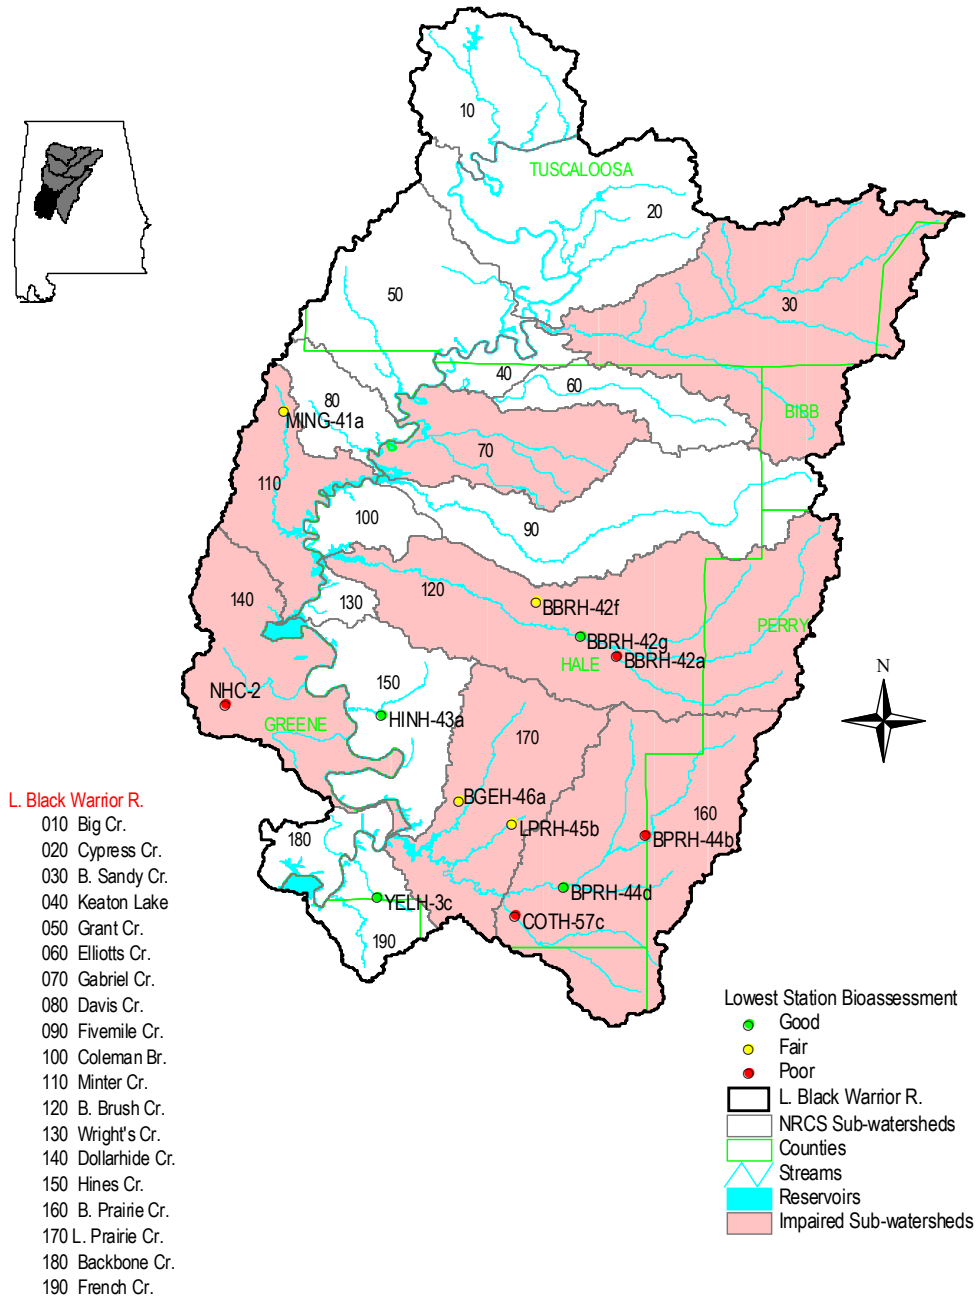 10
TUSCALOOSA
20
30
50
40
60
80
BIBB
MING-41a
70
110
100
90
120
140
130
BBRH-42f
PERRY
BBRH-42g
HALE
BBRH-42a
N
150
NHC-2
HINH-43a
GREENE
170
160
BGEH-46a
LPRH-45b
BPRH-44b
180
BPRH-44d
YELH-3c
COTH-57c
190
L. Black Warrior R.
010 Big Cr.
020 Cypress Cr.
030 B. Sandy Cr.
040 Keaton Lake
050 Grant Cr.
060 Elliotts Cr.
070 Gabriel Cr.
080 Davis Cr.
090 Fivemile Cr.
100 Coleman Br.
110 Minter Cr.
120 B. Brush Cr.
130 Wright's Cr.
140 Dollarhide Cr.
150 Hines Cr.
160 B. Prairie Cr.
170 L. Prairie Cr.
180 Backbone Cr.
190 French Cr.
Lowest Station Bioassessment
Good
Fair
Poor
L. Black Warrior R.
NRCS Sub-watersheds
Counties
Streams
Reservoirs
Impaired Sub-watersheds